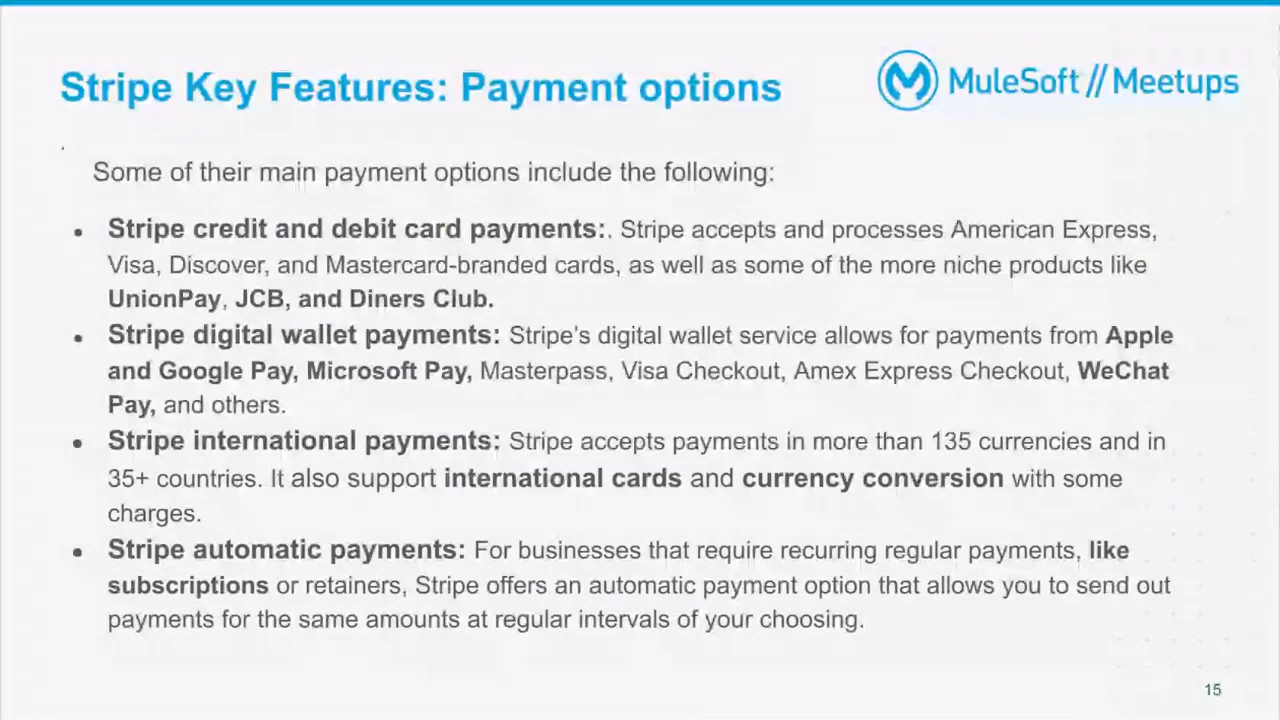 Stripe Key Features: Payment options
MuleSoft // Meetups
.
Some of their main payment options include the following:
• Stripe credit and debit card payments:. Stripe accepts and processes American Express,
Visa, Discover, and Mastercard-branded cards, as well as some of the more niche products like
UnionPay, JCB, and Diners Club.
• Stripe digital wallet payments: Stripe's digital wallet service allows for payments from Apple
and Google Pay, Microsoft Pay, Masterpass, Visa Checkout, Amex Express Checkout, WeChat
Pay, and others.
• Stripe international payments: Stripe accepts payments in more than 135 currencies and in
35+ countries. It also support international cards and currency conversion with some
charges.
• Stripe automatic payments: For businesses that require recurring regular payments, like
subscriptions or retainers, Stripe offers an automatic payment option that allows you to send out
payments for the same amounts at regular intervals of your choosing.
15